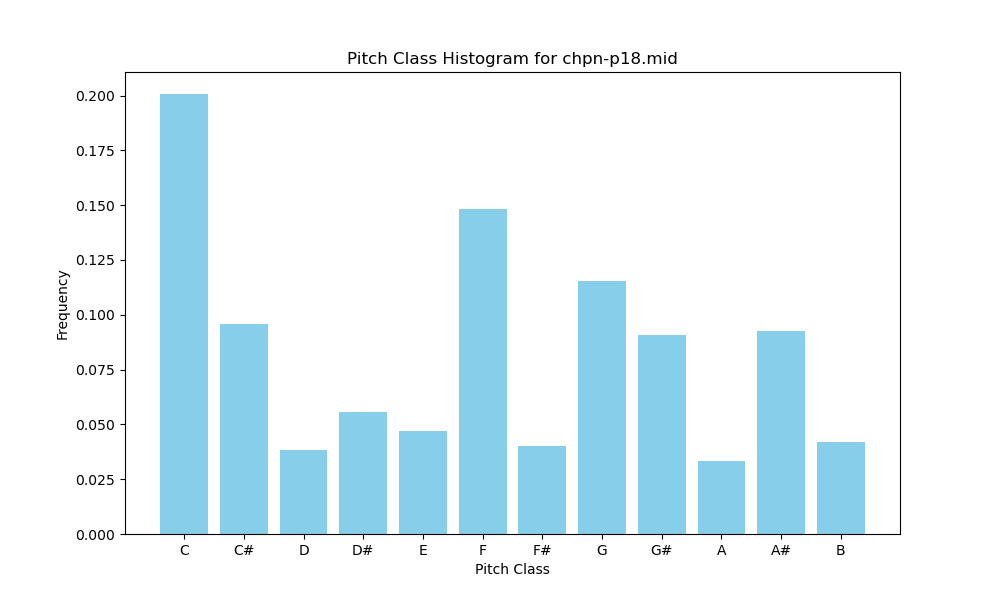 Pitch Class Histogram for chpn-p18.mid
0.200
0.175
0.150
0.125
0.100
0.075
0.050
0.025
0.000
Frequency
C C# D D# E F F# G G# A A# B
Pitch Class